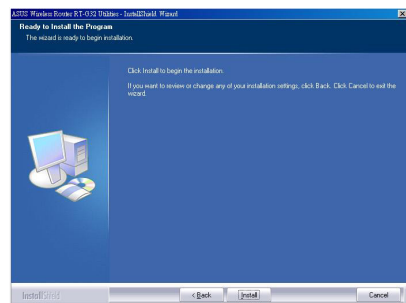 ASUS Wireless Router RT-G32 Utilities - InstallShield Wizard
Ready to Install the Program
The wizard is ready to begin installation.
Click Install to begin the installation.
If you want to review or change any of your installation settings, click Back. Click Cancel to exit the
wizard.
InstallShield
< Back
Install
Cancel